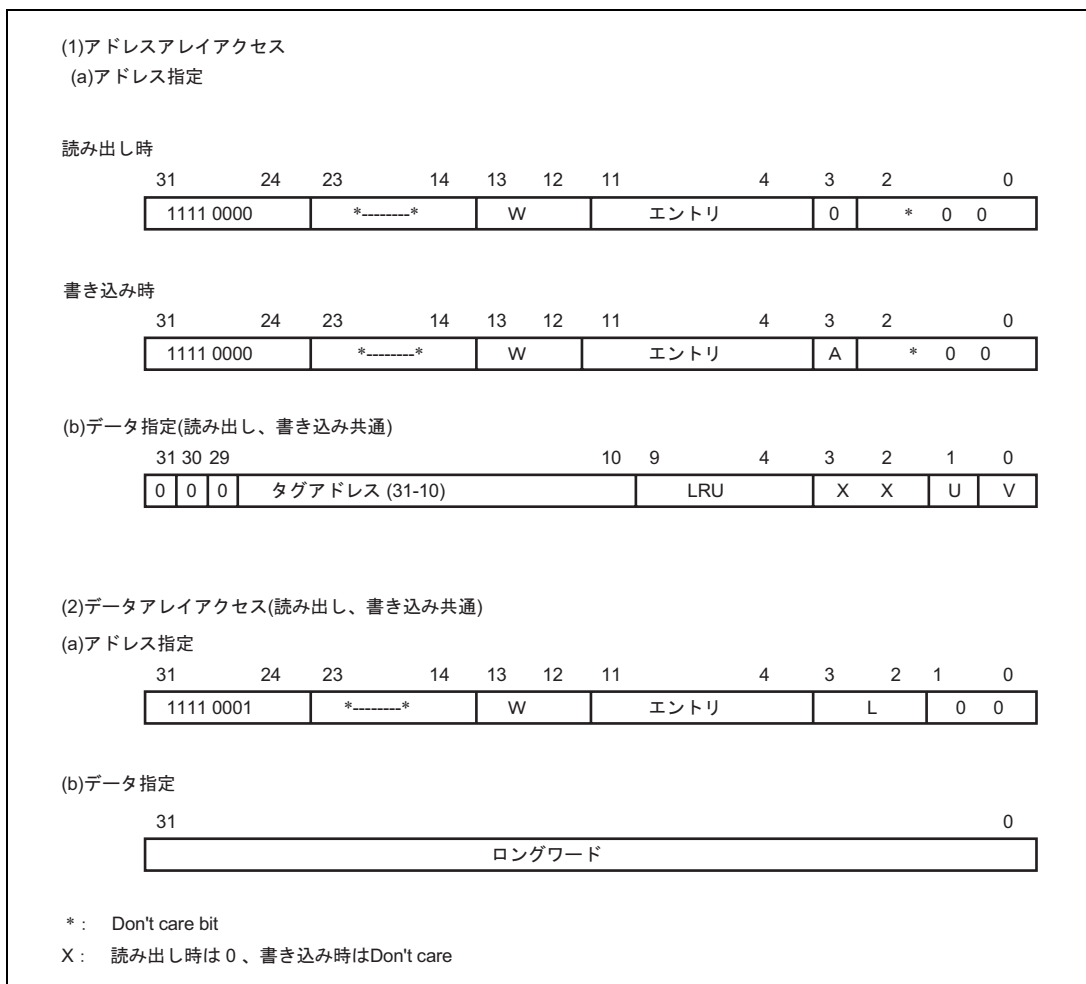 (1)アドレスアレイアクセス
(a)アドレス指定
読み出し時
31 24 23 14 13 12 11 4 3 2 0
1111 0000 *--------* W エントリ 0 * 0 0
書き込み時
31 24 23 14 13 12 11 4 3 2 0
1111 0000 *--------* W エントリ A * 0 0
(b)データ指定(読み出し、書き込み共通)
31 30 29 10 9 4 3 2 1 0
0 0 0 タグアドレス (31-10) LRU X X U V
(2)データアレイアクセス(読み出し、書き込み共通)
(a)アドレス指定
31 24 23 14 13 12 11 4 3 2 1 0
1111 0001 *--------* W エントリ L 0 0
(b)データ指定
31 0
ロングワード
*: Don't care bit
X: 読み出し時は 0 、書き込み時はDon't care